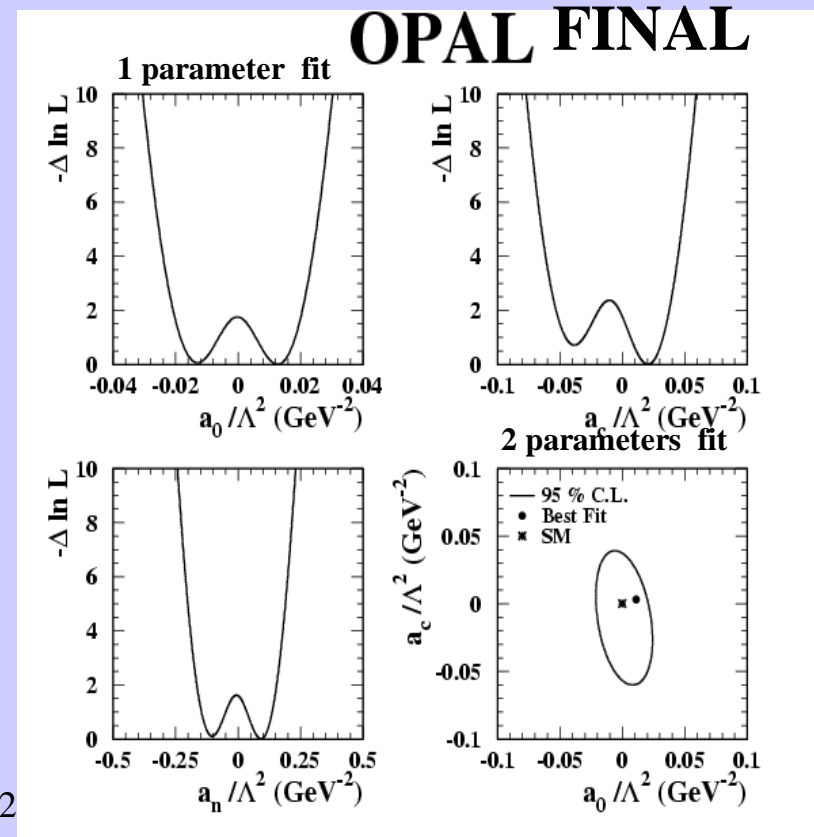 OPAL FINAL
1 parameter fit
-Δ ln L
10
8
6
4
2
0
-0.04 -0.02 0 0.02 0.04
a₀ /Λ² (GeV⁻²)
-Δ ln L
10
8
6
4
2
0
-0.1 -0.05 0 0.05 0.1
a /Λ² (GeV⁻²)
2 parameters fit
-Δ ln L
10
8
6
4
2
0
-0.5 -0.25 0 0.25 0.5
aₙ /Λ² (GeV⁻²)
a_c /Λ² (GeV⁻²)
0.1
0.05
0
-0.05
-0.1
95 % C.L.
Best Fit
SM
-0.1 -0.05 0 0.05 0.1
a₀ /Λ² (GeV⁻²)
2